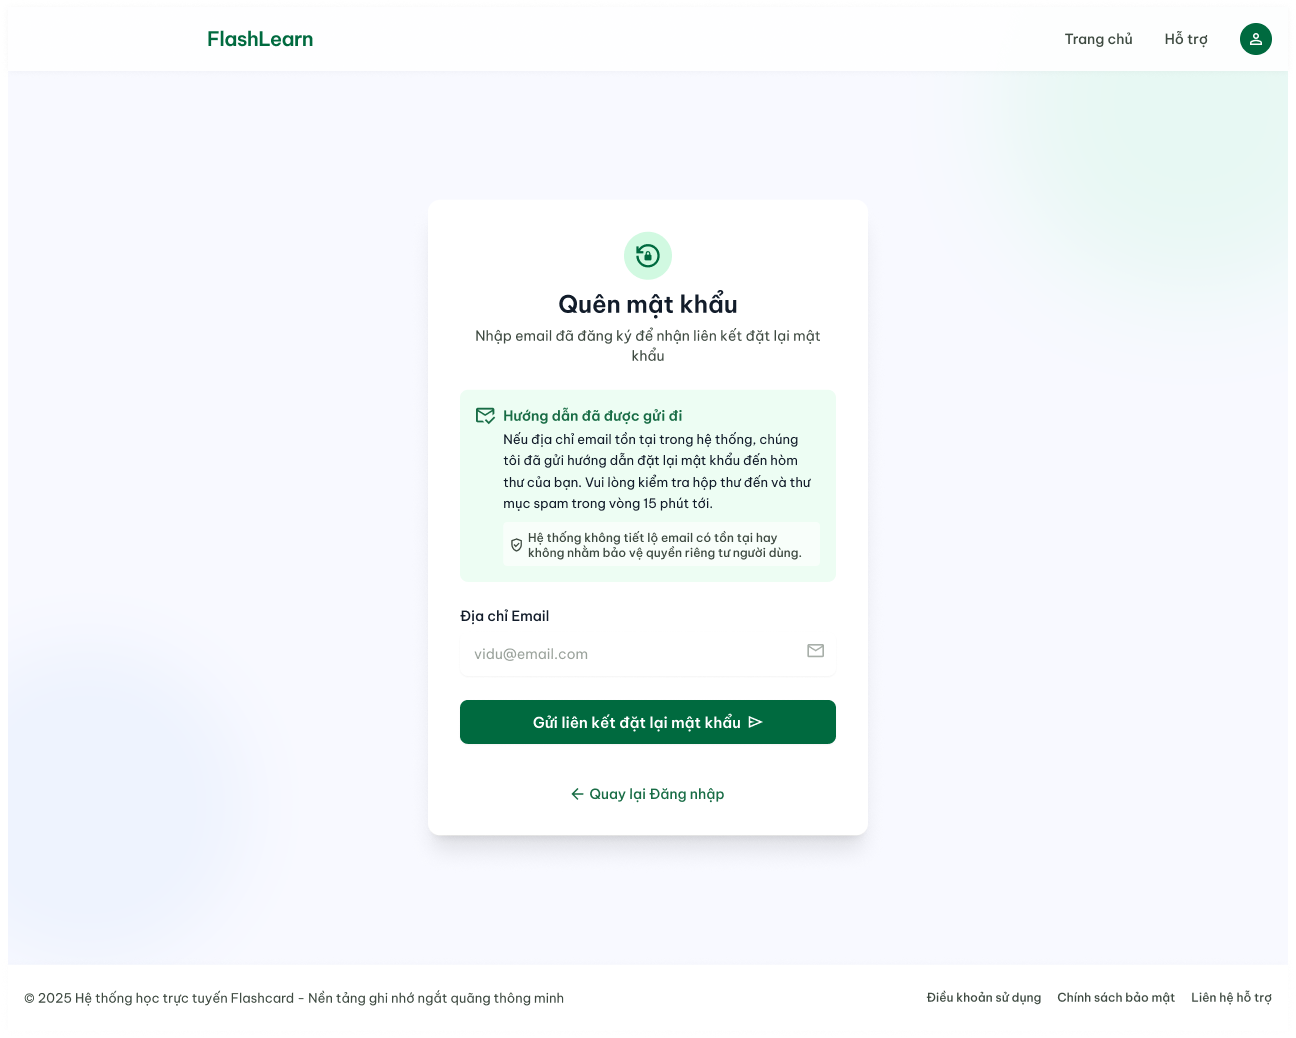 FlashLearn
Trang chủ
Hỗ trợ
Quên mật khẩu
Nhập email đã đăng ký để nhận liên kết đặt lại mật
khẩu
Hướng dẫn đã được gửi đi
Nếu địa chỉ email tồn tại trong hệ thống, chúng
tôi đã gửi hướng dẫn đặt lại mật khẩu đến hòm
thư của bạn. Vui lòng kiểm tra hộp thư đến và thư
mục spam trong vòng 15 phút tới.
Hệ thống không tiết lộ email có tồn tại hay
không nhằm bảo vệ quyền riêng tư người dùng.
Địa chỉ Email
vidu@email.com
Gửi liên kết đặt lại mật khẩu
Quay lại Đăng nhập
© 2025 Hệ thống học trực tuyến Flashcard - Nền tảng ghi nhớ ngắt quãng thông minh
Điều khoản sử dụng
Chính sách bảo mật
Liên hệ hỗ trợ